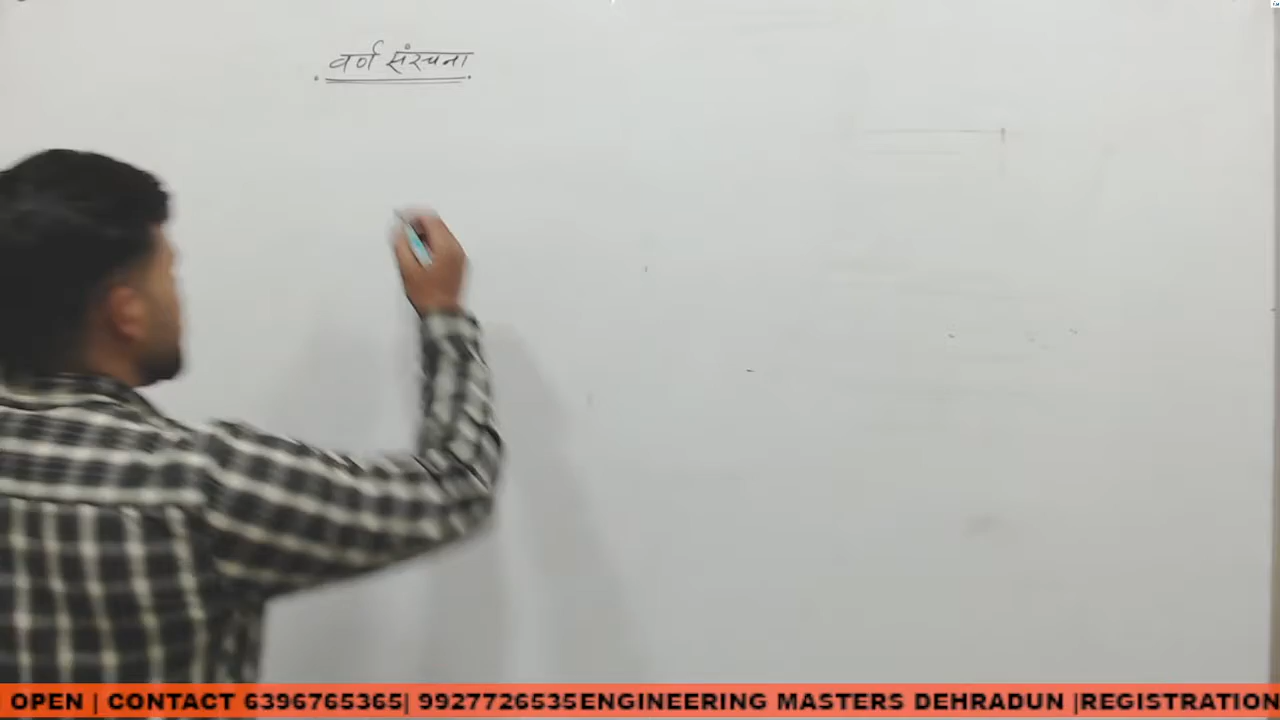 वर्ण संरचना
OPEN | CONTACT 6396765365| 9927726535ENGINEERING MASTERS DEHRADUN |REGISTRATION